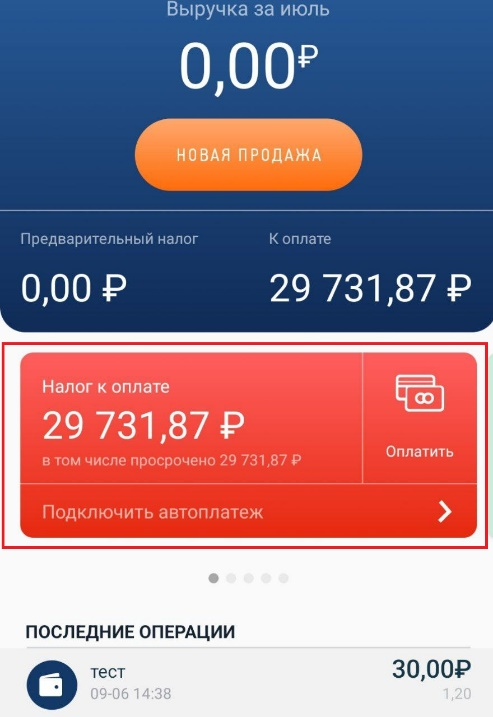 Выручка за июль
0,00₽
НОВАЯ ПРОДАЖА
Предварительный налог
К оплате
0,00 ₽
29 731,87 ₽
Налог к оплате
29 731,87 ₽
в том числе просрочено 29 731,87 ₽
Оплатить
Подключить автоплатеж
ПОСЛЕДНИЕ ОПЕРАЦИИ
тест
30,00₽
09-06 14:38
1,20